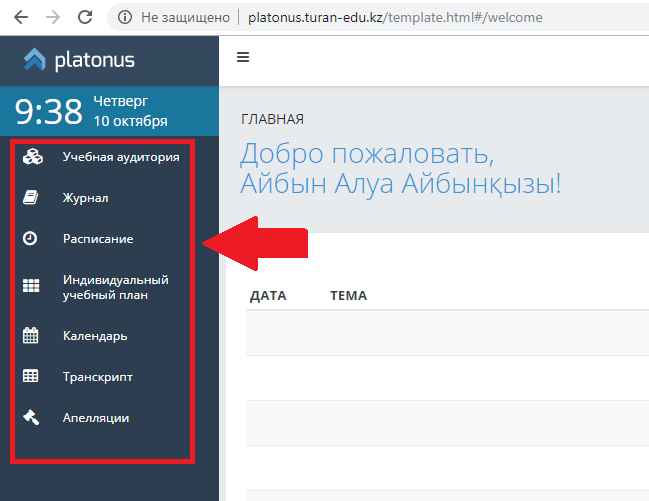 Не защищено
platonus.turan-edu.kz/template.html#/welcome
platonus
9:38
Четверг
10 октября
Учебная аудитория
Журнал
Расписание
Индивидуальный
учебный план
Календарь
Транскрипт
Апелляции
ГЛАВНАЯ
Добро пожаловать,
Айбын Алуа Айбынқызы!
ДАТА ТЕМА